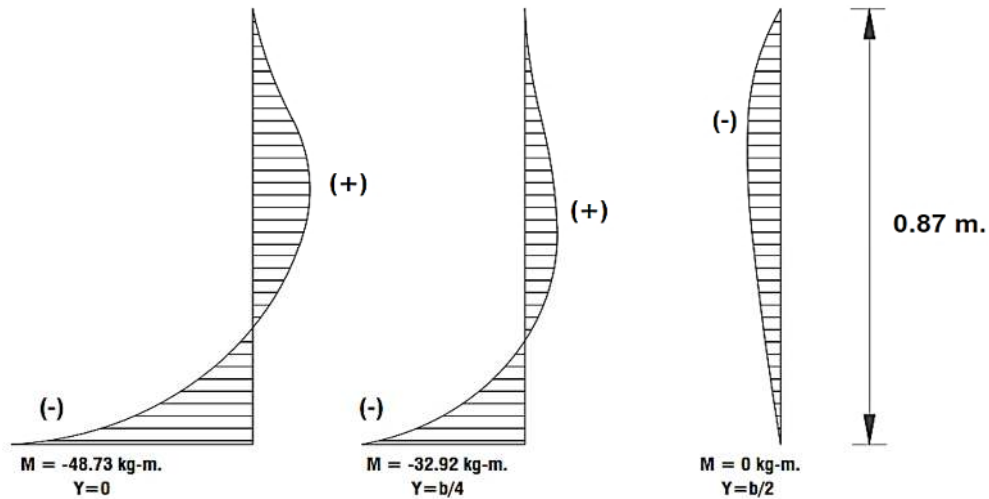 (+)
(-)
M = -48.73 kg-m.
Y=0
(+)
(-)
M = -32.92 kg-m.
Y=b/4
(-)
M = 0 kg-m.
Y=b/2
0.87 m.